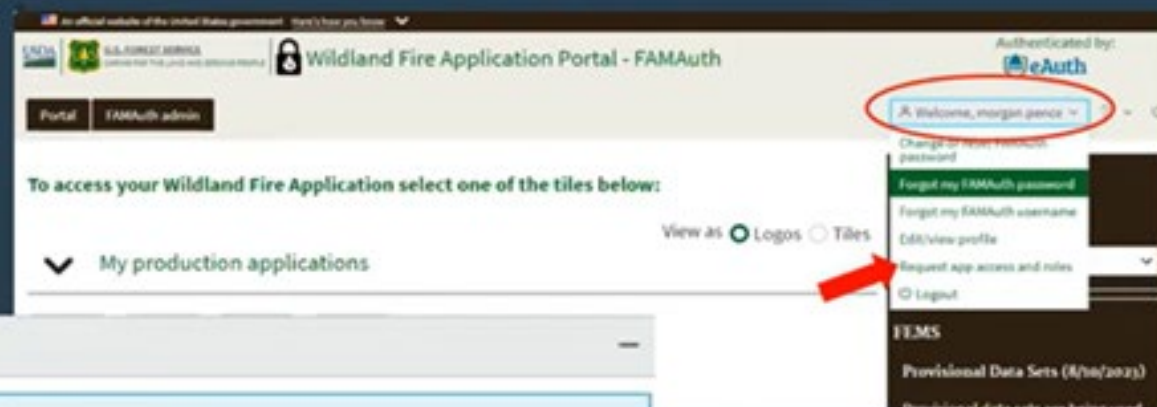 An official website of the United States government Here's how you know
USDA U.S. FOREST SERVICE
Wildland Fire Application Portal - FAMAuth
Authenticated by:
eAuth
Portal FAMAuth admin
Welcome, morgan.pence
Change or reset FAMAuth
password
Forgot my FAMAuth password
Forgot my FAMAuth username
Edit/view profile
Request app access and roles
Logout
To access your Wildland Fire Application select one of the tiles below:
View as Logos Tiles
My production applications
FEMS
Provisional Data Sets (8/10/2023)